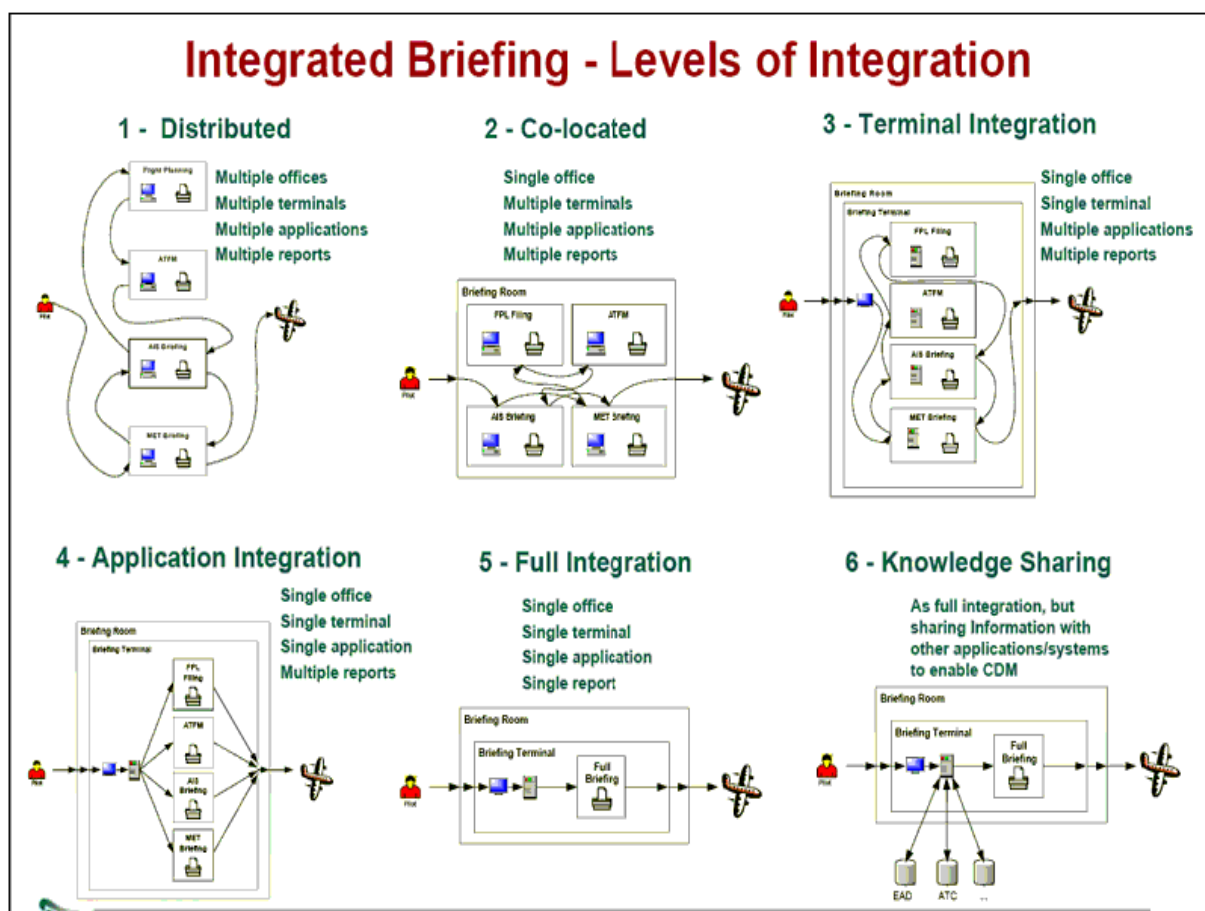 Integrated Briefing - Levels of Integration
1 - Distributed
Multiple offices
Multiple terminals
Multiple applications
Multiple reports
Flight Planning
ATFM
Pilot
AIS Briefing
MET Briefing
2 - Co-located
Single office
Multiple terminals
Multiple applications
Multiple reports
Briefing Room
FPL Filing
ATFM
Pilot
AIS Briefing
MET Briefing
3 - Terminal Integration
Single office
Single terminal
Multiple applications
Multiple reports
Briefing Room
Briefing Terminal
FPL Filing
ATFM
Pilot
AIS Briefing
MET Briefing
4 - Application Integration
Single office
Single terminal
Single application
Multiple reports
Briefing Room
Briefing Terminal
FPL
Filing
ATFM
Pilot
AIS
Briefing
MET
Briefing
5 - Full Integration
Single office
Single terminal
Single application
Single report
Briefing Room
Briefing Terminal
Full
Briefing
Pilot
6 - Knowledge Sharing
As full integration, but
sharing Information with
other applications/systems
to enable CDM
Briefing Room
Briefing Terminal
Full
Briefing
Pilot
EAD
ATC
...